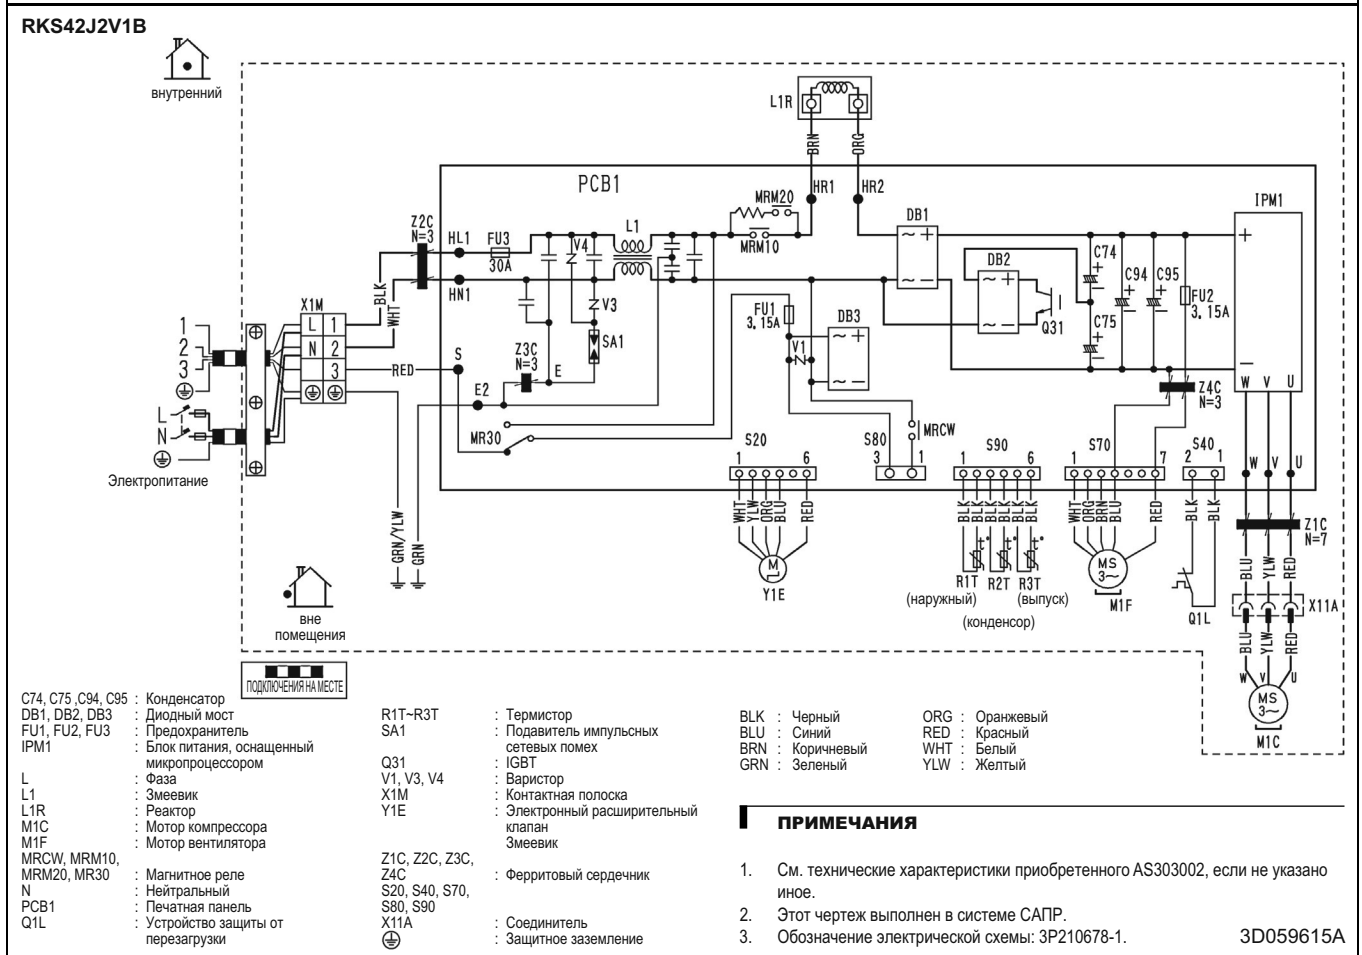 RKS42J2V1B
внутренний
L1R
BRN
ORG
PCB1
HR1
HR2
MRM20
MRM10
IPM1
DB1
Z2C
N=3
HL1
FU3
30A
V4
L1
HN1
BLK
WHT
X1M
L 1
N 2
3
1
2
3
V3
SA1
Z3C
N=3
E
S
RED
E2
MR30
FU1
3.15A
V1
DB3
DB2
Q31
C74
C75
C94
C95
FU2
3.15A
W V U
Z4C
N=3
MRCW
L
N
Электропитание
S20
1 6
S80
3 1
S90
1 6
S70
1 7
S40
2 1
W V U
GRN/YLW
GRN
WHT
YLW
ORG
BLU
RED
BLK
BLK
BLK
BLK
BLK
BLK
WHT
ORG
BRN
BLU
RED
BLK
BLK
Z1C
N=7
BLU
YLW
RED
M
Y1E
t°
t°
t°
R1T
R2T
R3T
(наружный)
(выпуск)
(конденсор)
MS
3~
M1F
Q1L
X11A
BLU
YLW
RED
W V U
MS
3~
M1C
вне
помещения
ПОДКЛЮЧЕНИЯ НА МЕСТЕ
C74, C75 ,C94, C95 : Конденсатор
DB1, DB2, DB3 : Диодный мост
FU1, FU2, FU3 : Предохранитель
IPM1 : Блок питания, оснащенный
микропроцессором
L : Фаза
L1 : Змеевик
L1R : Реактор
M1C : Мотор компрессора
M1F : Мотор вентилятора
MRCW, MRM10,
MRM20, MR30 : Магнитное реле
N : Нейтральный
PCB1 : Печатная панель
Q1L : Устройство защиты от
перезагрузки
R1T~R3T : Термистор
SA1 : Подавитель импульсных
сетевых помех
Q31 : IGBT
V1, V3, V4 : Варистор
X1M : Контактная полоска
Y1E : Электронный расширительный
клапан
Змеевик
Z1C, Z2C, Z3C,
Z4C : Ферритовый сердечник
S20, S40, S70,
S80, S90
X11A : Соединитель
: Защитное заземление
BLK : Черный
BLU : Синий
BRN : Коричневый
GRN : Зеленый
ORG : Оранжевый
RED : Красный
WHT : Белый
YLW : Желтый
ПРИМЕЧАНИЯ
1. См. технические характеристики приобретенного AS303002, если не указано
иное.
2. Этот чертеж выполнен в системе САПР.
3. Обозначение электрической схемы: 3P210678-1.
3D059615A